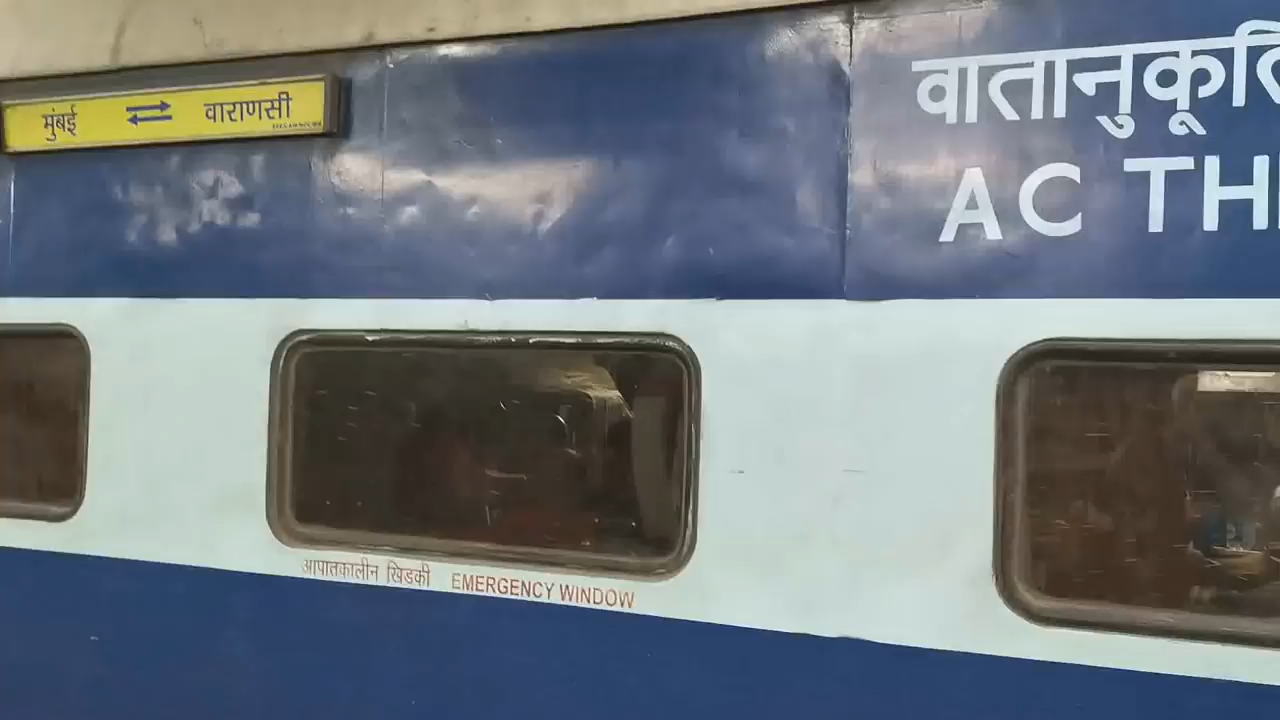 मुंबई ⇄ वाराणसी
वातानुकूि
AC TH
आपातकालीन खिडकी EMERGENCY WINDOW